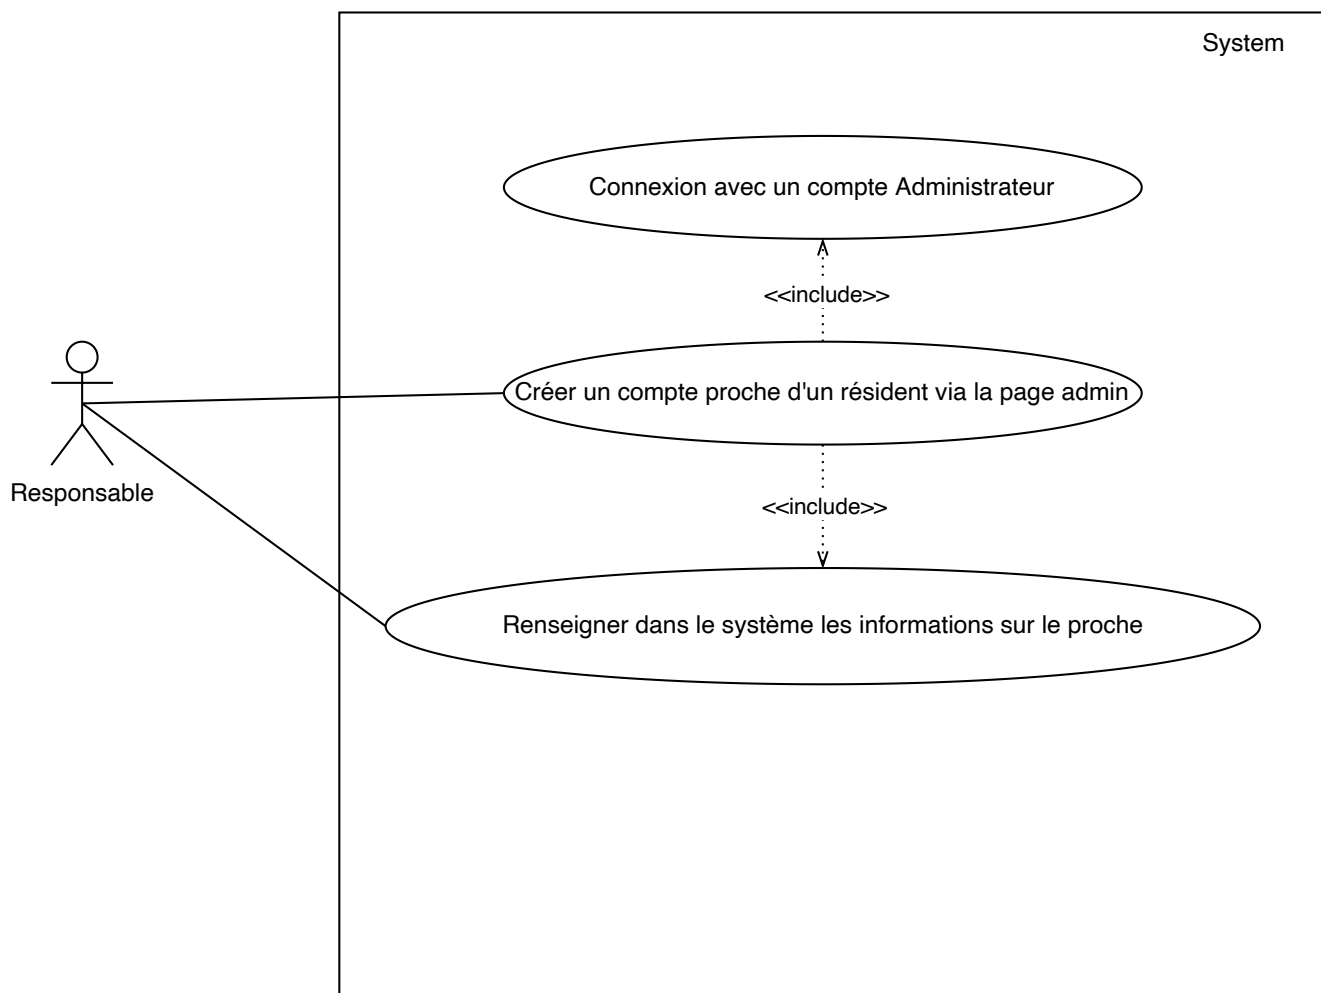 System
Connexion avec un compte Administrateur
<<include>>
Créer un compte proche d'un résident via la page admin
Responsable
<<include>>
Renseigner dans le système les informations sur le proche